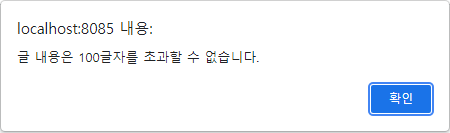 localhost:8085 내용:
글 내용은 100글자를 초과할 수 없습니다.
확인